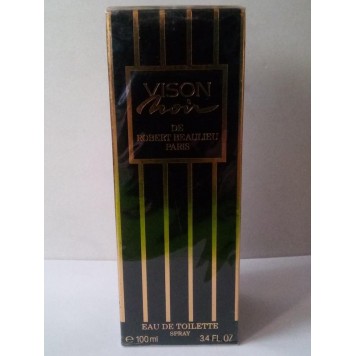 VISON
Noir
DE
ROBERT BEAULIEU
PARIS
EAU DE TOILETTE
SPRAY
℮ 100 ml 3.4 FL. OZ